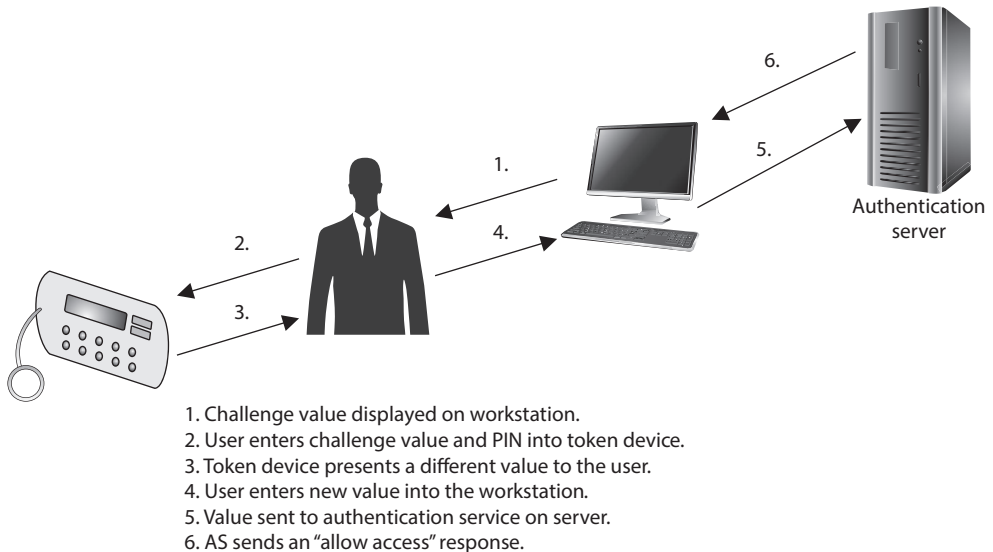 6.
5.
1.
Authentication
server
4.
2.
3.
1. Challenge value displayed on workstation.
2. User enters challenge value and PIN into token device.
3. Token device presents a different value to the user.
4. User enters new value into the workstation.
5. Value sent to authentication service on server.
6. AS sends an “allow access” response.